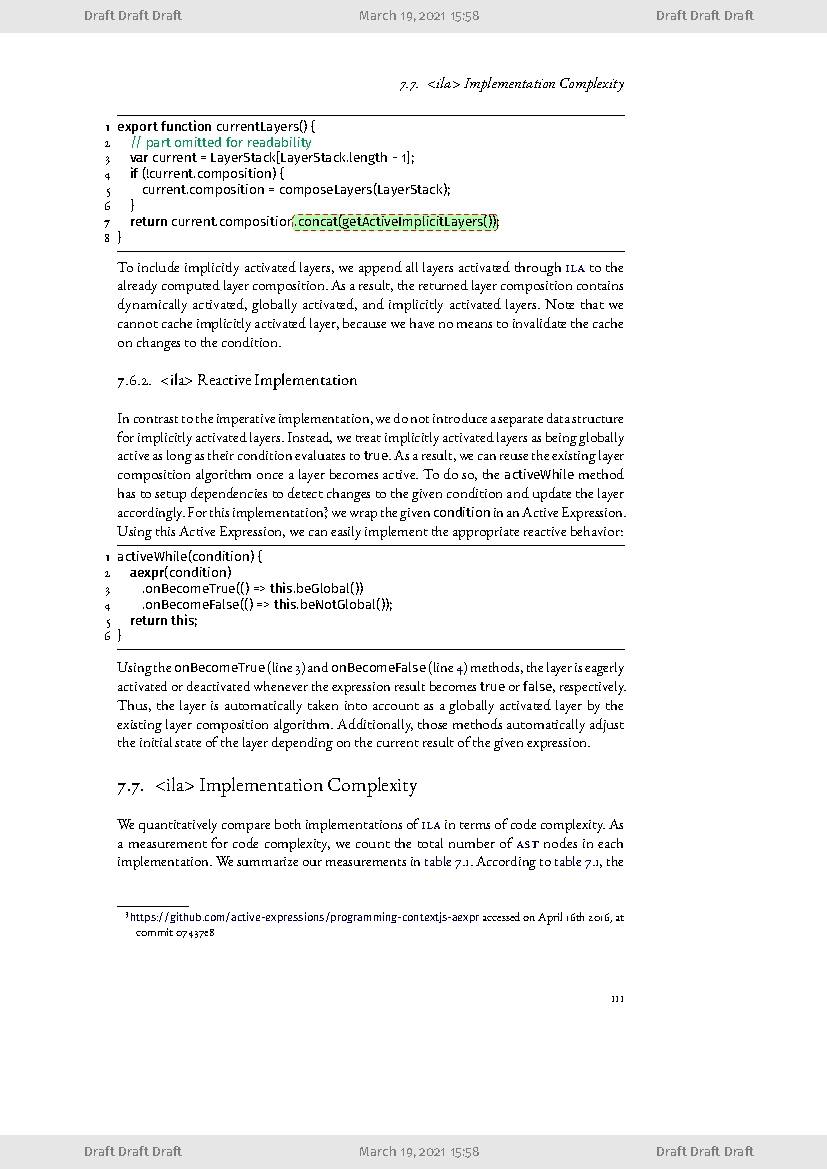 Draft Draft Draft March 19, 2021 15:58 Draft Draft Draft
7.7. <ila> Implementation Complexity
1 export function currentLayers() {
2 // part omitted for readability
3 var current = LayerStack[LayerStack.length - 1];
4 if (!current.composition) {
5 current.composition = composeLayers(LayerStack);
6 }
7 return current.composition.concat(getActiveImplicitLayers());
8 }
To include implicitly activated layers, we append all layers activated through ILA to the
already computed layer composition. As a result, the returned layer composition contains
dynamically activated, globally activated, and implicitly activated layers. Note that we
cannot cache implicitly activated layer, because we have no means to invalidate the cache
on changes to the condition.
7.6.2. <ila> Reactive Implementation
In contrast to the imperative implementation, we do not introduce a separate data structure
for implicitly activated layers. Instead, we treat implicitly activated layers as being globally
active as long as their condition evaluates to true. As a result, we can reuse the existing layer
composition algorithm once a layer becomes active. To do so, the activeWhile method
has to setup dependencies to detect changes to the given condition and update the layer
accordingly. For this implementation³ we wrap the given condition in an Active Expression.
Using this Active Expression, we can easily implement the appropriate reactive behavior:
1 activeWhile(condition) {
2 aexpr(condition)
3 .onBecomeTrue(() => this.beGlobal())
4 .onBecomeFalse(() => this.beNotGlobal());
5 return this;
6 }
Using the onBecomeTrue (line 3) and onBecomeFalse (line 4) methods, the layer is eagerly
activated or deactivated whenever the expression result becomes true or false, respectively.
Thus, the layer is automatically taken into account as a globally activated layer by the
existing layer composition algorithm. Additionally, those methods automatically adjust
the initial state of the layer depending on the current result of the given expression.
7.7. <ila> Implementation Complexity
We quantitatively compare both implementations of ILA in terms of code complexity. As
a measurement for code complexity, we count the total number of AST nodes in each
implementation. We summarize our measurements in table 7.1. According to table 7.1, the
³https://github.com/active-expressions/programming-contextjs-aexpr accessed on April 16th 2016, at
commit 07437e8
111
Draft Draft Draft March 19, 2021 15:58 Draft Draft Draft